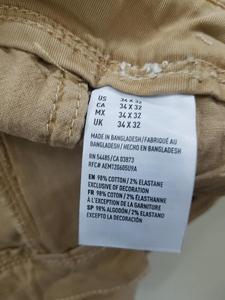 US 34 X 32
CA 34 X 32
MX 34 X 32
UK 34 X 32
MADE IN BANGLADESH / FABRIQUÉ AU
BANGLADESH / HECHO EN BANGLADESH
RN 54485/CA 03873
RFC# AEMT20605U9A
EN 98% COTTON / 2% ELASTANE
EXCLUSIVE OF DECORATION
FR 98% COTON / 2% ÉLASTHANNE
À L'EXCEPTION DE LA GARNITURE
SP 98% ALGODÓN / 2% ELASTANO
EXCEPTO LA DECORACIÓN